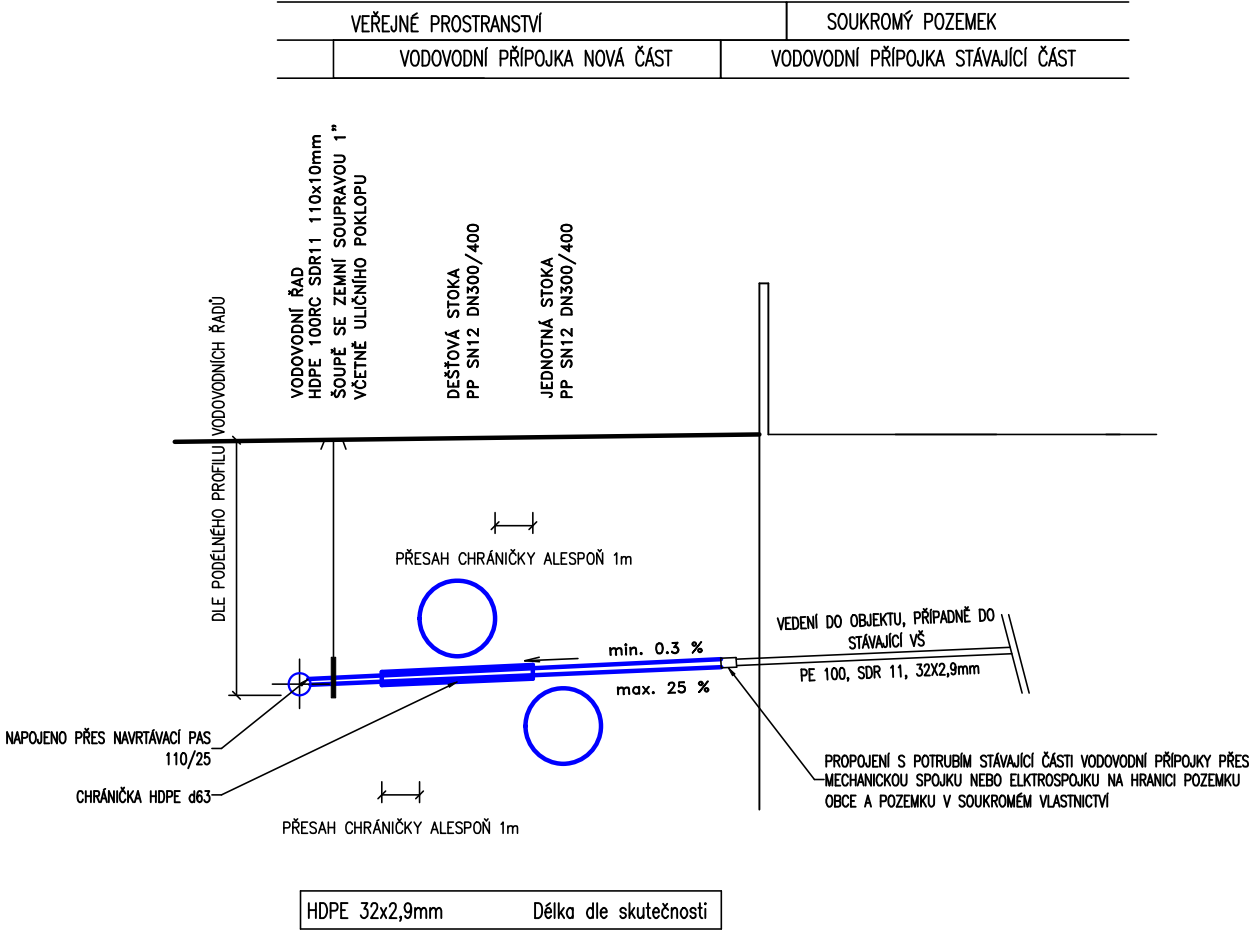 VEŘEJNÉ PROSTRANSTVÍ
SOUKROMÝ POZEMEK
VODOVODNÍ PŘÍPOJKA NOVÁ ČÁST
VODOVODNÍ PŘÍPOJKA STÁVAJÍCÍ ČÁST
DLE PODÉLNÉHO PROFILU VODOVODNÍCH ŘADŮ
VODOVODNÍ ŘAD
HDPE 100RC SDR11 110x10mm
ŠOUPĚ SE ZEMNÍ SOUPRAVOU 1"
VČETNĚ ULIČNÍHO POKLOPU
DEŠŤOVÁ STOKA
PP SN12 DN300/400
JEDNOTNÁ STOKA
PP SN12 DN300/400
PŘESAH CHRÁNIČKY ALESPOŇ 1m
min. 0.3 %
max. 25 %
VEDENÍ DO OBJEKTU, PŘÍPADNĚ DO
STÁVAJÍCÍ VŠ
PE 100, SDR 11, 32X2,9mm
NAPOJENO PŘES NAVRTÁVACÍ PAS
110/25
CHRÁNIČKA HDPE d63
PROPOJENÍ S POTRUBÍM STÁVAJÍCÍ ČÁSTI VODOVODNÍ PŘÍPOJKY PŘES
MECHANICKOU SPOJKU NEBO ELKTROSPOJKU NA HRANICI POZEMKU
OBCE A POZEMKU V SOUKROMÉM VLASTNICTVÍ
PŘESAH CHRÁNIČKY ALESPOŇ 1m
HDPE 32x2,9mm Délka dle skutečnosti